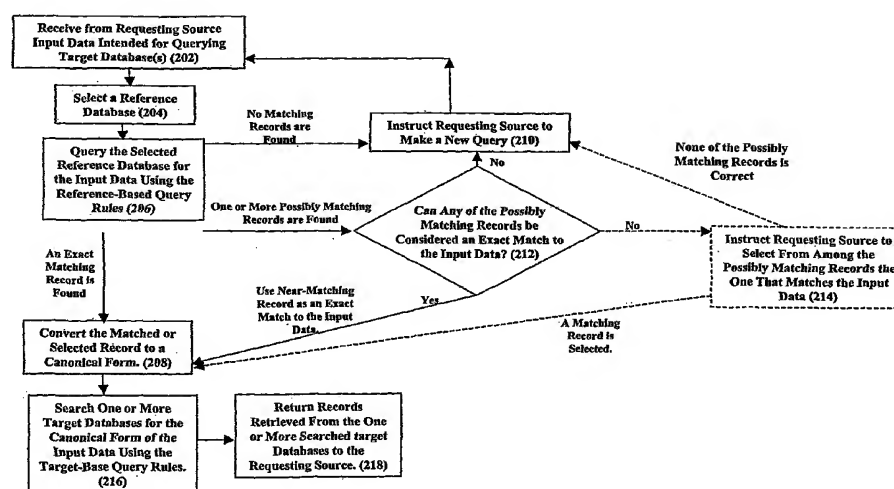 Receive from Requesting Source
Input Data Intended for Querying
Target Database(s) (202)
Select a Reference
Database (204)
No Matching
Records are
Found
Instruct Requesting Source to
Make a New Query (210)
None of the Possibly
Matching Records is
Correct
Query the Selected
Reference Database for
the Input Data Using the
Reference-Based Query
Rules (206)
No
One or More Possibly Matching
Records are Found
Can Any of the Possibly
Matching Records be
Considered an Exact Match to
the Input Data? (212)
No
Instruct Requesting Source to
Select From Among the
Possibly Matching Records the
One That Matches the Input
Data (214)
An Exact
Matching
Record is
Found
Use Near-Matching
Record as an Exact
Match to the Input
Data.
Yes
A Matching
Record is
Selected.
Convert the Matched or
Selected Record to a
Canonical Form. (208)
Search One or More
Target Databases for the
Canonical Form of the
Input Data Using the
Target-Base Query Rules.
(216)
Return Records
Retrieved From the One
or More Searched target
Databases to the
Requesting Source. (218)